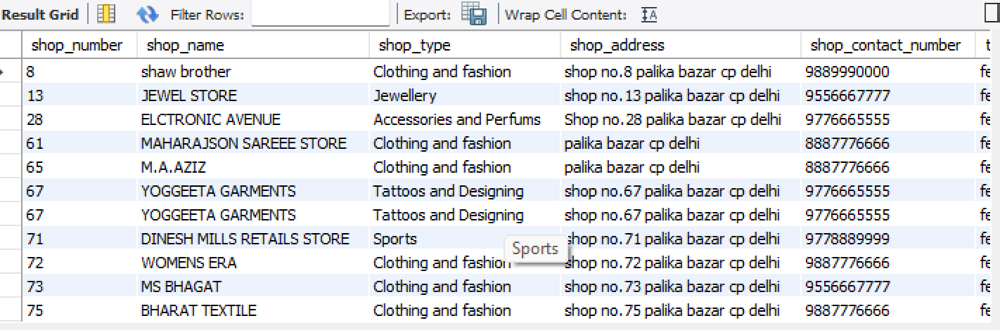 Result Grid Filter Rows: Export: Wrap Cell Content:
shop_number shop_name shop_type shop_address shop_contact_number t
8 shaw brother Clothing and fashion shop no.8 palika bazar cp delhi 9889990000 fe
13 JEWEL STORE Jewellery shop no.13 palika bazar cp delhi 9556667777 fe
28 ELCTRONIC AVENUE Accessories and Perfums Shop no.28 palika bazar cp delhi 9776665555 fe
61 MAHARAJSON SAREEE STORE Clothing and fashion palika bazar cp delhi 8887776666 fe
65 M.A.AZIZ Clothing and fashion palika bazar cp delhi 8887776666 fe
67 YOGGEETA GARMENTS Tattoos and Designing shop no.67 palika bazar cp delhi 9776665555 fe
67 YOGGEETA GARMENTS Tattoos and Designing shop no.67 palika bazar cp delhi 9776665555 fe
71 DINESH MILLS RETAILS STORE Sports shop no.71 palika bazar cp delhi 9778889999 fe
Sports
72 WOMENS ERA Clothing and fashion shop no.72 palika bazar cp delhi 9887776666 fe
73 MS BHAGAT Clothing and fashion shop no.73 palika bazar cp delhi 9556667777 fe
75 BHARAT TEXTILE Clothing and fashion shop no.75 palika bazar cp delhi 9887776666 fe